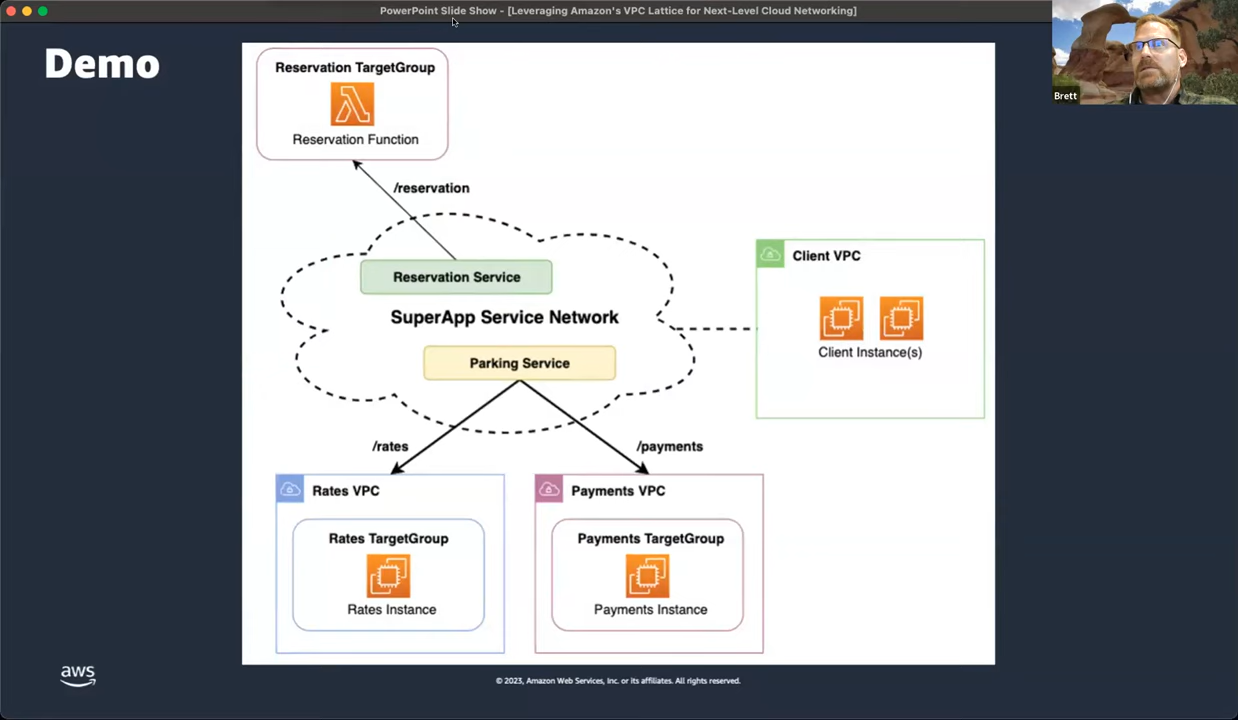 PowerPoint Slide Show - [Leveraging Amazon's VPC Lattice for Next-Level Cloud Networking]
Demo
Brett
Reservation TargetGroup
Reservation Function
/reservation
Reservation Service
SuperApp Service Network
Parking Service
Client VPC
Client Instance(s)
/rates
/payments
Rates VPC
Rates TargetGroup
Rates Instance
Payments VPC
Payments TargetGroup
Payments Instance
aws
© 2023, Amazon Web Services, Inc. or its affiliates. All rights reserved.